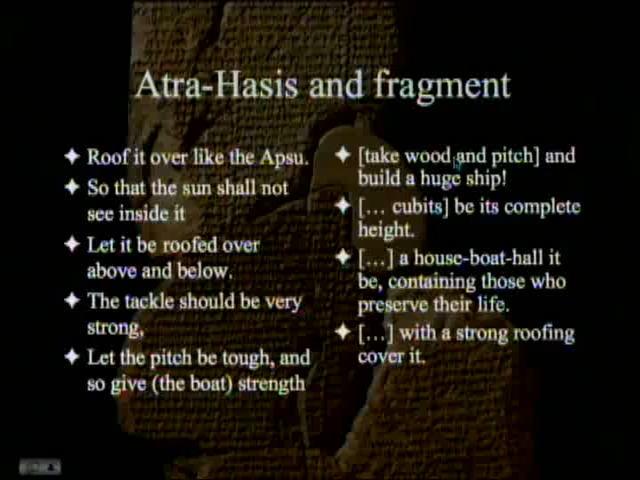 Atra-Hasis and fragment
Roof it over like the Apsu.
So that the sun shall not
see inside it
Let it be roofed over
above and below.
The tackle should be very
strong,
Let the pitch be tough, and
so give (the boat) strength
[take wood and pitch] and
build a huge ship!
[… cubits] be its complete
height.
[…] a house-boat-hall it
be, containing those who
preserve their life.
[…] with a strong roofing
cover it.